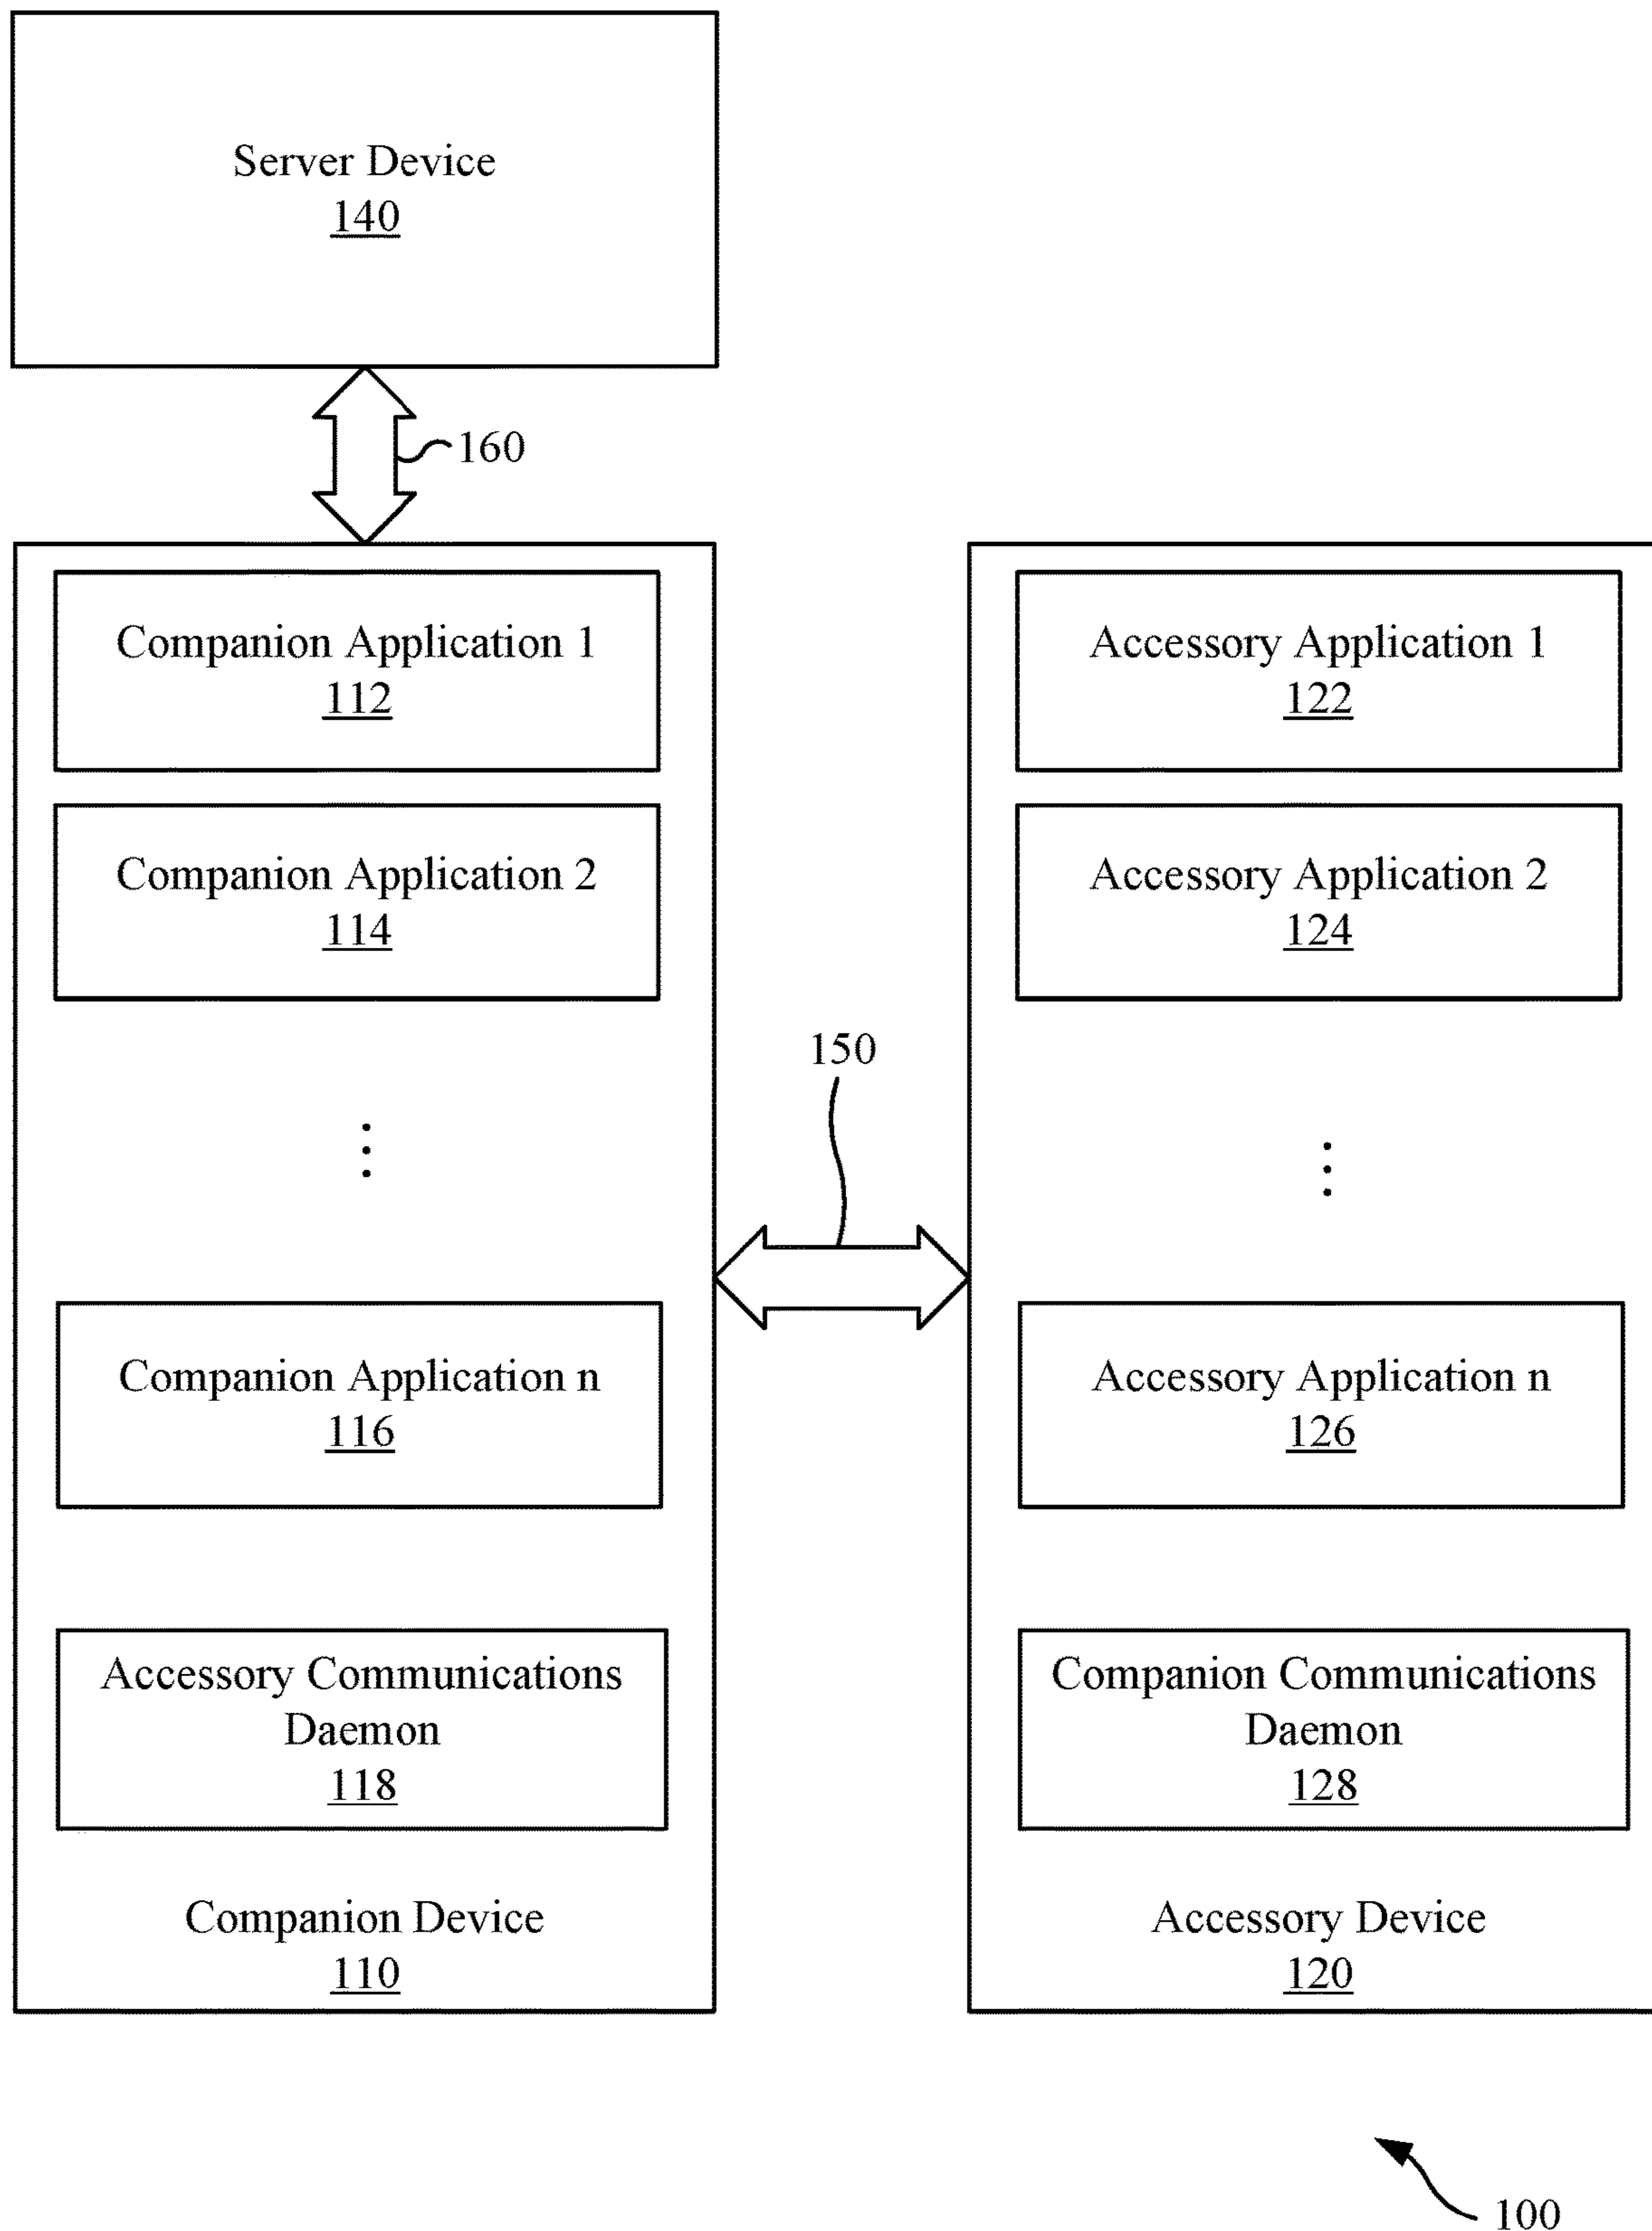 Server Device
140
160
Companion Application 1
112
Companion Application 2
114
Companion Application n
116
Accessory Communications
Daemon
118
Companion Device
110
150
Accessory Application 1
122
Accessory Application 2
124
Accessory Application n
126
Companion Communications
Daemon
128
Accessory Device
120
100